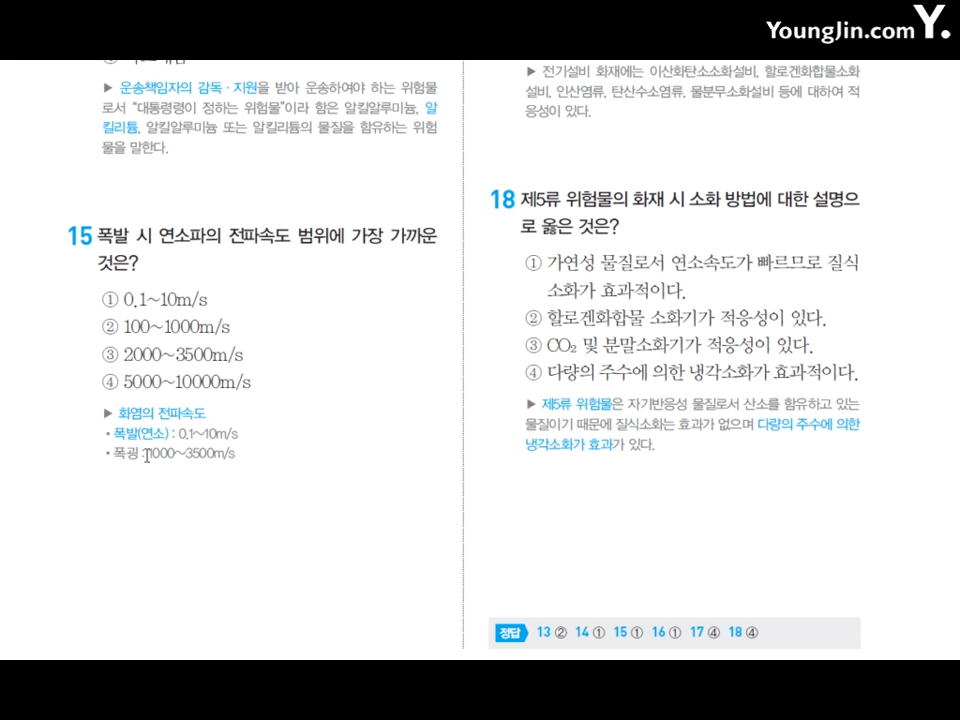 YoungJin.com Y.
▶ 운송책임자의 감독·지원을 받아 운송하여야 하는 위험물
로서 “대통령령이 정하는 위험물”이라 함은 알킬알루미늄, 알
킬리튬, 알킬알루미늄 또는 알킬리튬의 물질을 함유하는 위험
물을 말한다.
15 폭발 시 연소파의 전파속도 범위에 가장 가까운
것은?
① 0.1~10m/s
② 100~1000m/s
③ 2000~3500m/s
④ 5000~10000m/s
▶ 화염의 전파속도
• 폭발(연소) : 0.1~10m/s
• 폭굉 : 1000~3500m/s
▶ 전기설비 화재에는 이산화탄소소화설비, 할로겐화합물소화
설비, 인산염류, 탄산수소염류, 물분무소화설비 등에 대하여 적
응성이 있다.
18 제5류 위험물의 화재 시 소화 방법에 대한 설명으
로 옳은 것은?
① 가연성 물질로서 연소속도가 빠르므로 질식
소화가 효과적이다.
② 할로겐화합물 소화기가 적응성이 있다.
③ CO₂ 및 분말소화기가 적응성이 있다.
④ 다량의 주수에 의한 냉각소화가 효과적이다.
▶ 제5류 위험물은 자기반응성 물질로서 산소를 함유하고 있는
물질이기 때문에 질식소화는 효과가 없으며 다량의 주수에 의한
냉각소화가 효과가 있다.
정답 13 ② 14 ① 15 ① 16 ① 17 ④ 18 ④